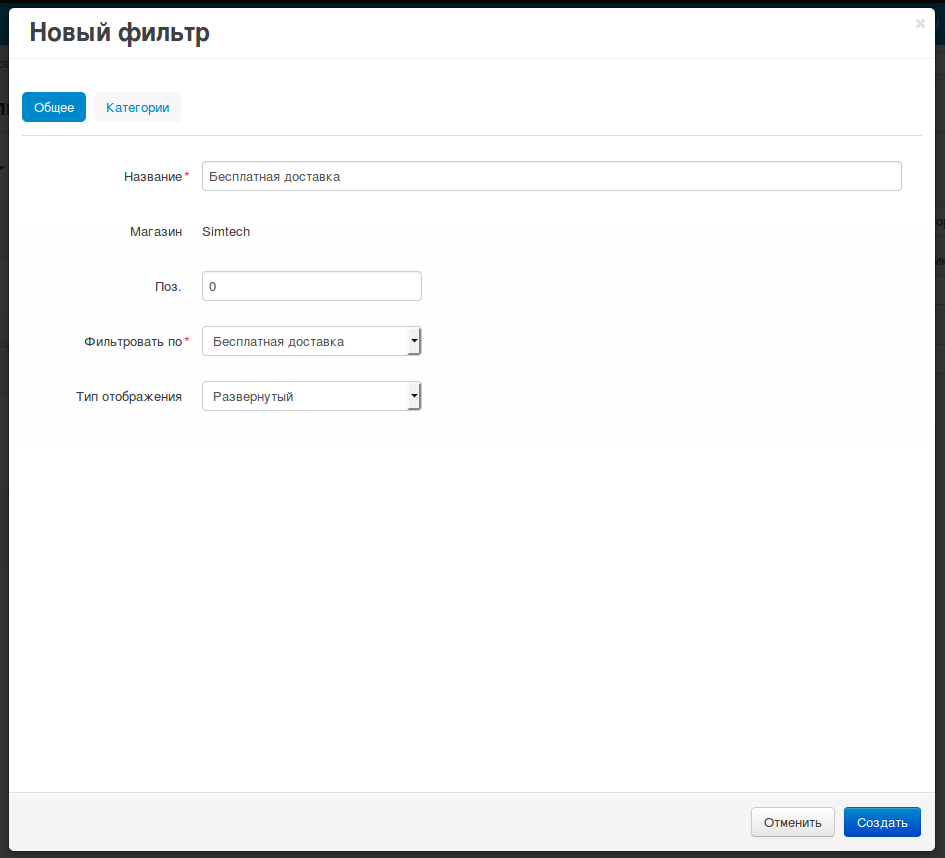 Новый фильтр
Общее Категории
Название* Бесплатная доставка
Магазин Simtech
Поз. 0
Фильтровать по* Бесплатная доставка
Тип отображения Развернутый
Отменить Создать